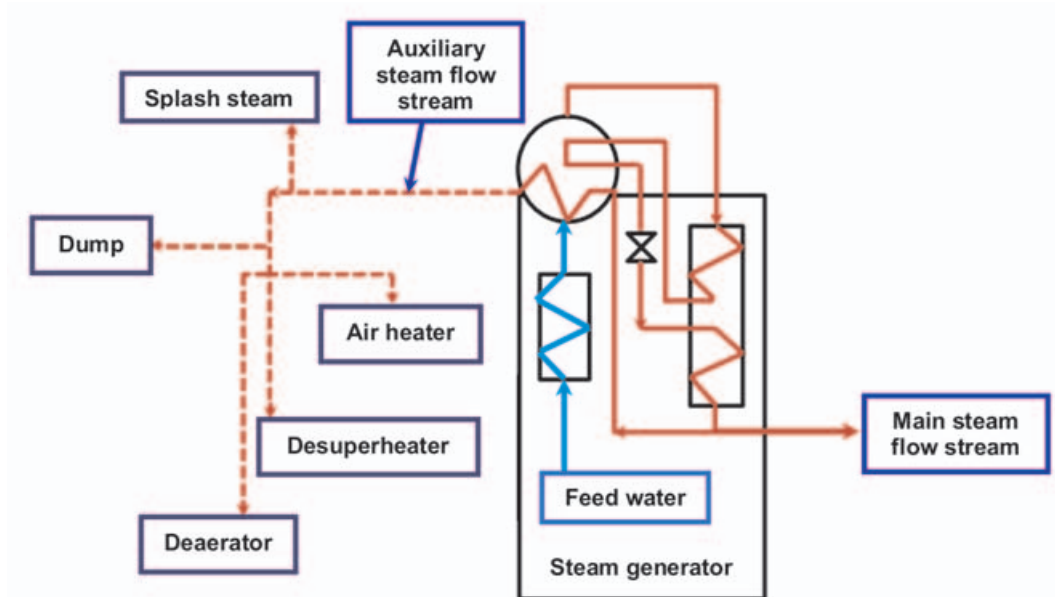 Auxiliary
steam flow
stream
Splash steam
Dump
Air heater
Desuperheater
Deaerator
Feed water
Steam generator
Main steam
flow stream